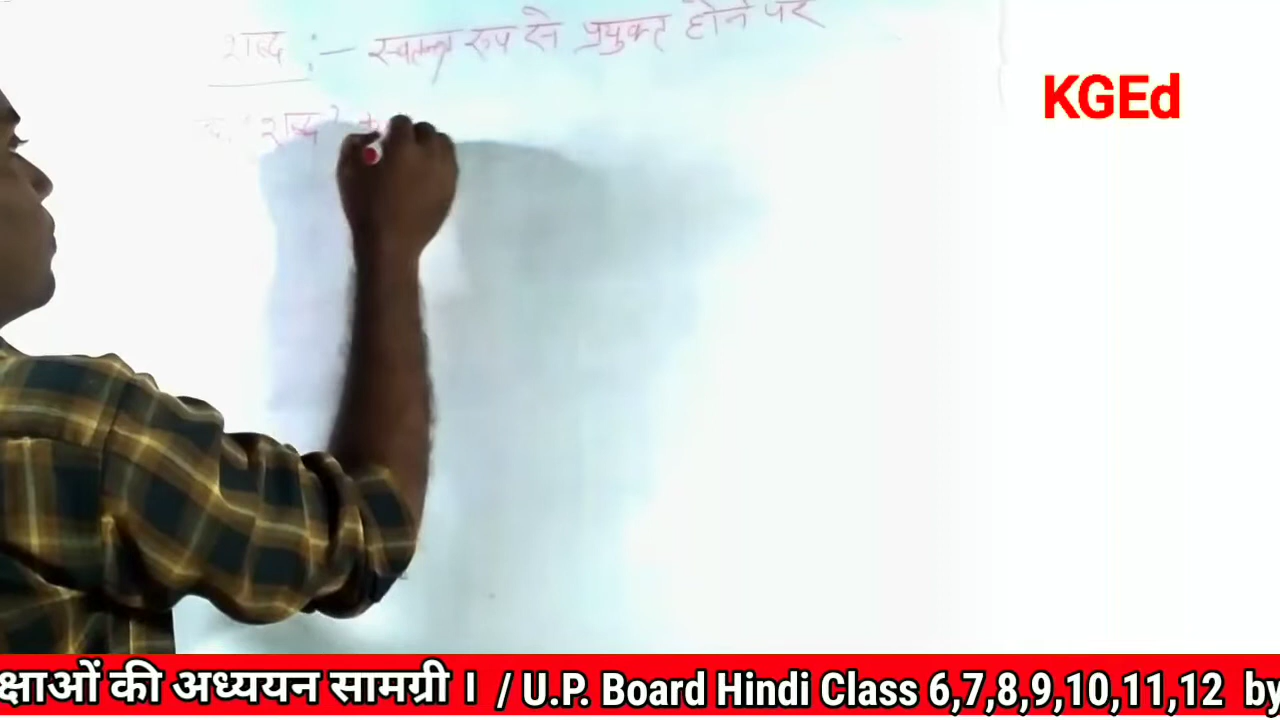 शब्द :- स्वतन्त्र रूप से प्रयुक्त होने पर
"शब्द"
KGEd
क्षाओं की अध्ययन सामग्री । / U.P. Board Hindi Class 6,7,8,9,10,11,12 by